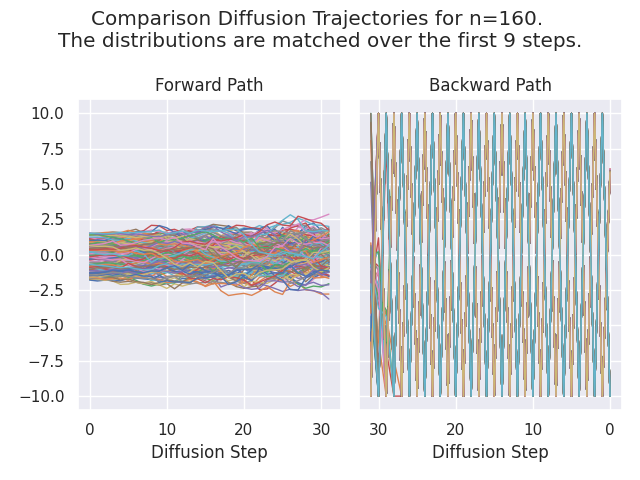 Comparison Diffusion Trajectories for n=160.
The distributions are matched over the first 9 steps.
Forward Path
Backward Path
10.0
7.5
5.0
2.5
0.0
−2.5
−5.0
−7.5
−10.0
0 10 20 30
30 20 10 0
Diffusion Step
Diffusion Step